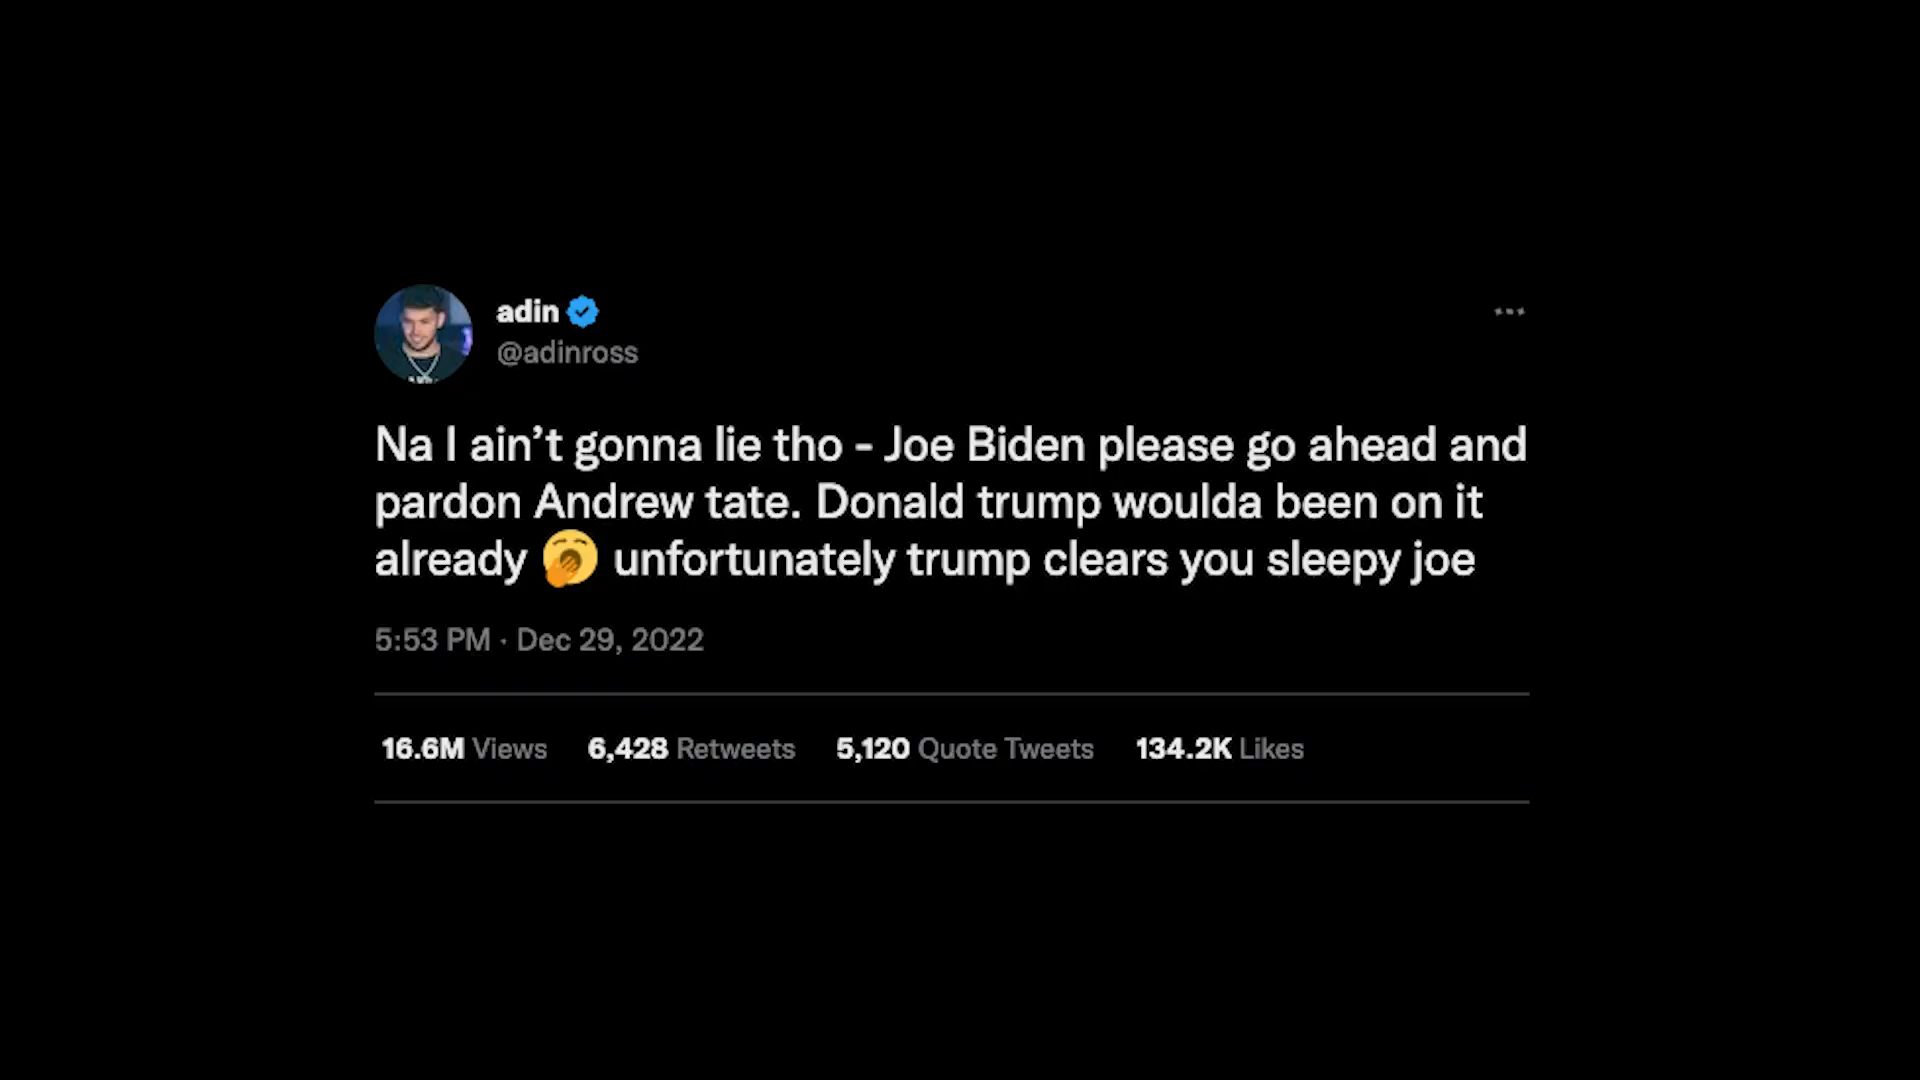 adin
@adinross
Na I ain’t gonna lie tho - Joe Biden please go ahead and
pardon Andrew tate. Donald trump woulda been on it
already 🥱 unfortunately trump clears you sleepy joe
5:53 PM · Dec 29, 2022
16.6M Views 6,428 Retweets 5,120 Quote Tweets 134.2K Likes